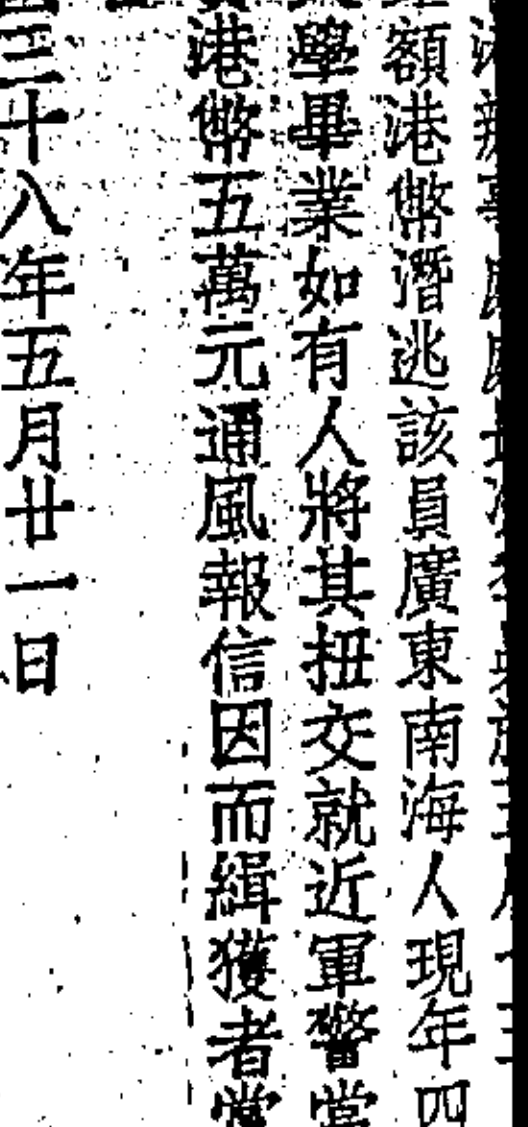 額港幣潛逃該員廣東南海人現年四
學畢業如有人將其扭交就近軍警當
港幣五萬元通風報信因而緝獲者當
三十八年五月廿一日